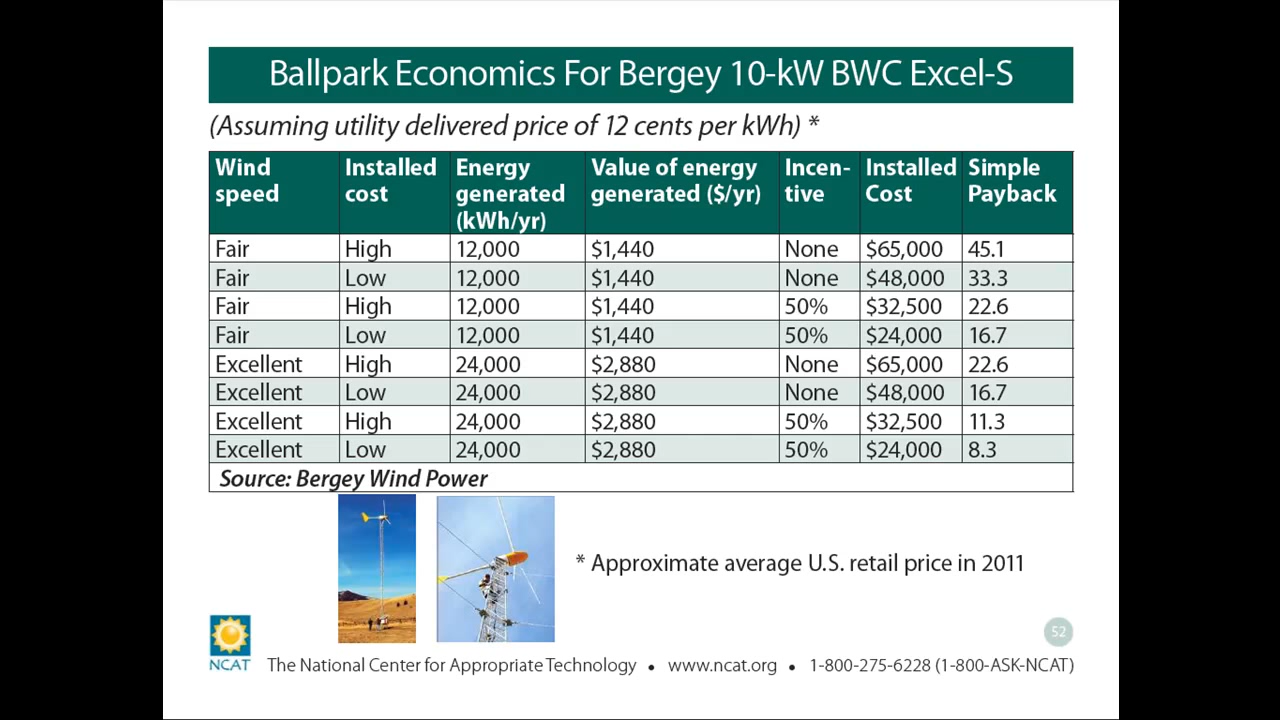 Ballpark Economics For Bergey 10-kW BWC Excel-S
(Assuming utility delivered price of 12 cents per kWh) *
Wind speed Installed cost Energy generated (kWh/yr) Value of energy generated ($/yr) Incen-tive Installed Cost Simple Payback
Fair High 12,000 $1,440 None $65,000 45.1
Fair Low 12,000 $1,440 None $48,000 33.3
Fair High 12,000 $1,440 50% $32,500 22.6
Fair Low 12,000 $1,440 50% $24,000 16.7
Excellent High 24,000 $2,880 None $65,000 22.6
Excellent Low 24,000 $2,880 None $48,000 16.7
Excellent High 24,000 $2,880 50% $32,500 11.3
Excellent Low 24,000 $2,880 50% $24,000 8.3
Source: Bergey Wind Power
* Approximate average U.S. retail price in 2011
52
NCAT The National Center for Appropriate Technology • www.ncat.org • 1-800-275-6228 (1-800-ASK-NCAT)